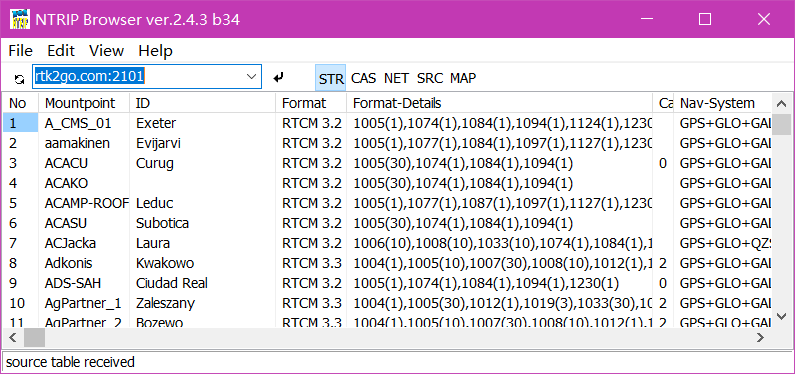 NTRIP Browser ver.2.4.3 b34
File Edit View Help
rtk2go.com:2101 STR CAS NET SRC MAP
No Mountpoint ID Format Format-Details Ca Nav-System
1 A_CMS_01 Exeter RTCM 3.2 1005(1),1074(1),1084(1),1094(1),1124(1),1230 GPS+GLO+GAL
2 aamakinen Evijarvi RTCM 3.2 1005(1),1077(1),1087(1),1097(1),1127(1),1230 GPS+GLO+GAL
3 ACACU Curug RTCM 3.2 1005(30),1074(1),1084(1),1094(1) 0 GPS+GLO+GAL
4 ACAKO RTCM 3.2 1005(30),1074(1),1084(1),1094(1) GPS+GLO+GAL
5 ACAMP-ROOF Leduc RTCM 3.2 1005(1),1077(1),1087(1),1097(1),1127(1),1230 GPS+GLO+GAL
6 ACASU Subotica RTCM 3.2 1005(30),1074(1),1084(1),1094(1) GPS+GLO+GAL
7 ACJacka Laura RTCM 3.2 1006(10),1008(10),1033(10),1074(1),1084(1),1 GPS+GLO+QZS
8 Adkonis Kwakowo RTCM 3.3 1004(1),1005(10),1007(30),1008(10),1012(1),1 2 GPS+GLO+GAL
9 ADS-SAH Ciudad Real RTCM 3.2 1005(1),1074(1),1084(1),1094(1),1230(1) 0 GPS+GLO+GAL
10 AgPartner_1 Zaleszany RTCM 3.3 1004(1),1005(30),1012(1),1019(3),1033(30),10 2 GPS+GLO+GAL
11 AgPartner_2 Bozewo RTCM 3.3 1004(1),1005(10),1007(30),1008(10),1012(1),1 2 GPS+GLO+GAL
source table received